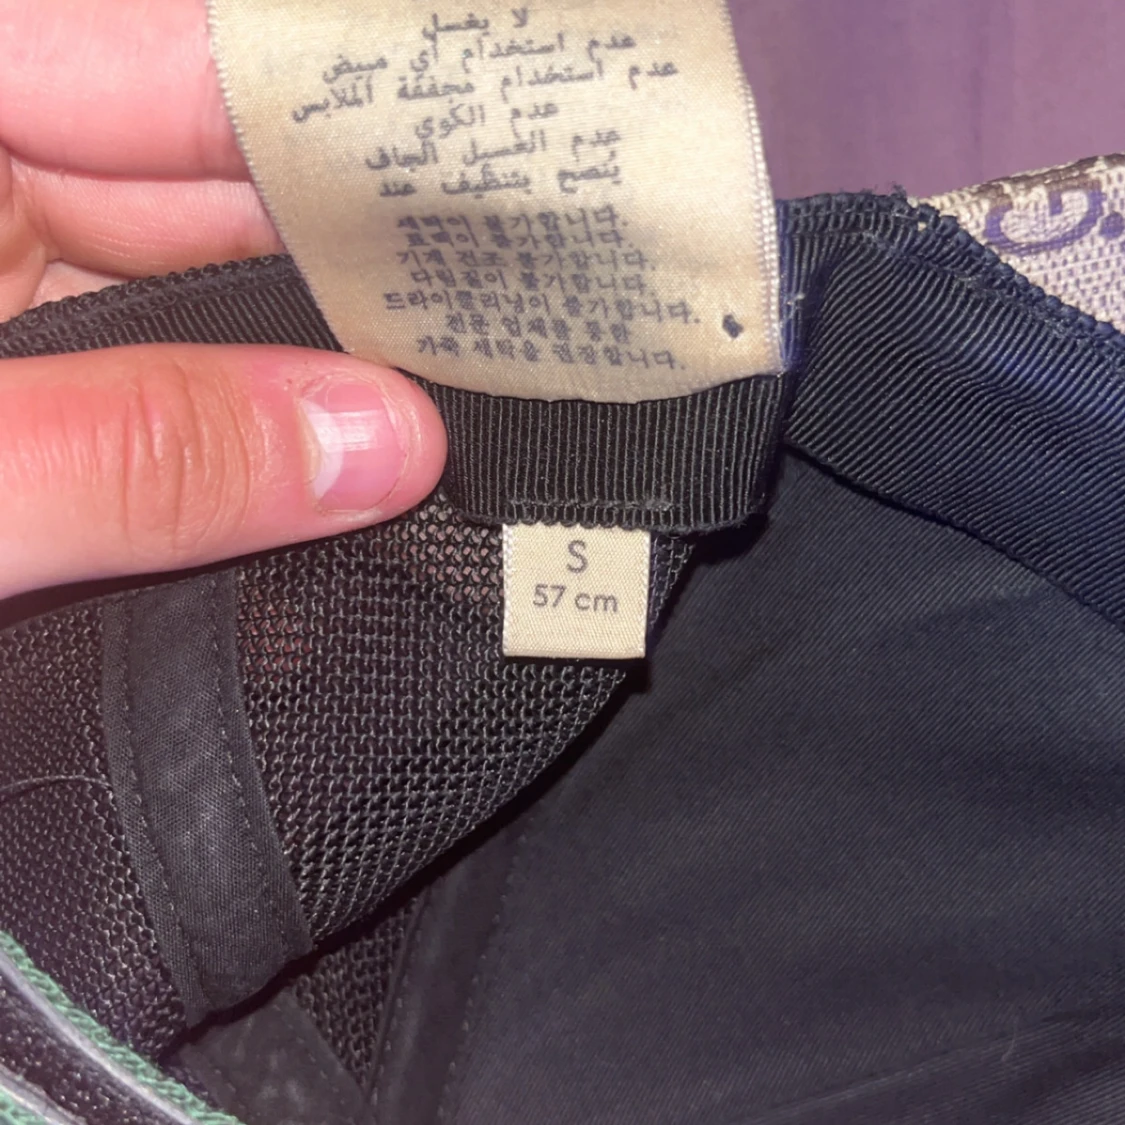 لا يغسل
عدم استخدام أي مبيض
عدم استخدام مجففة الملابس
عدم الكوي
عدم الغسيل الجاف
ينصح بتنظيف عند
세탁이 불가합니다.
표백이 불가합니다.
기계 건조 불가합니다.
다림질이 불가합니다.
드라이클리닝이 불가합니다.
전문 업체를 통한
가죽 세탁을 권장합니다.
S
57 cm